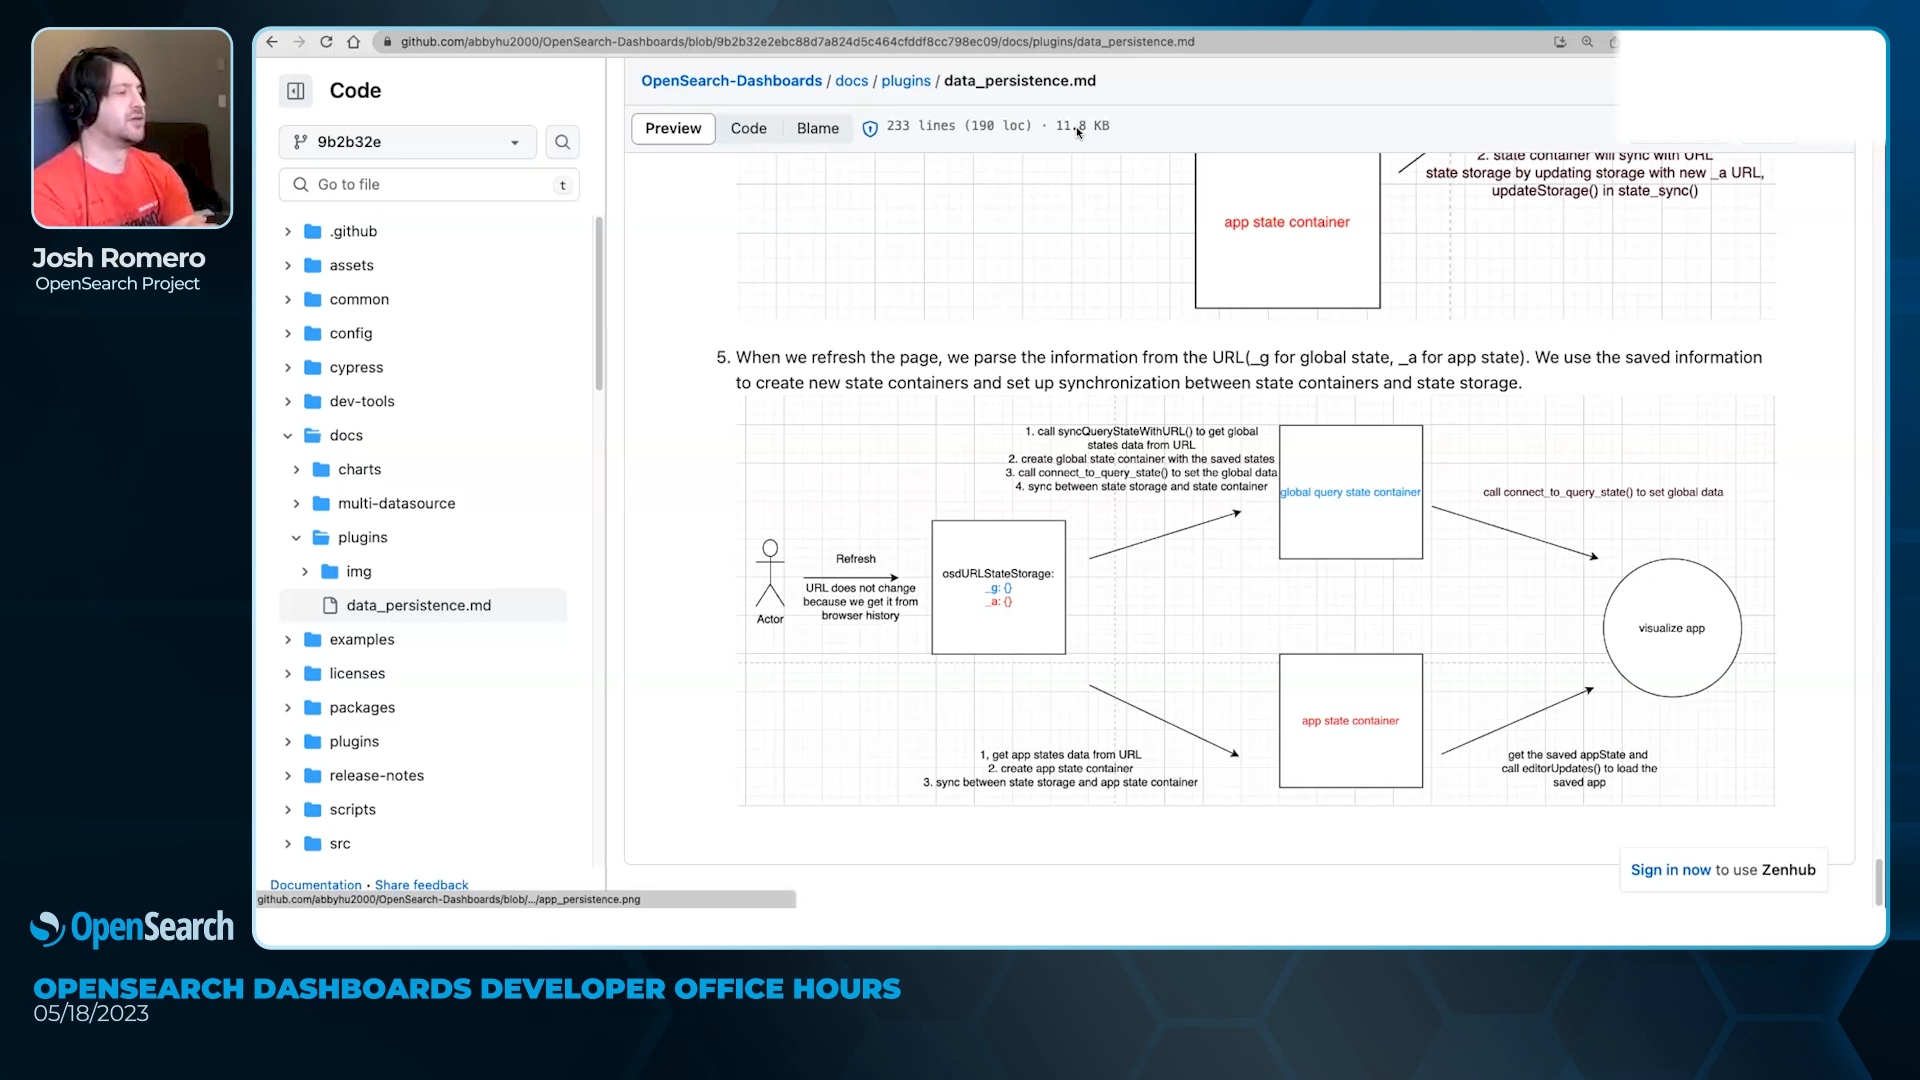 github.com/abbyhu2000/OpenSearch-Dashboards/blob/9b2b32e2ebc88d7a824d5c464cfddf8cc798ec09/docs/plugins/data_persistence.md
Code
9b2b32e
Go to file
t
.github
assets
common
config
cypress
dev-tools
docs
charts
multi-datasource
plugins
img
data_persistence.md
examples
licenses
packages
plugins
release-notes
scripts
src
Documentation • Share feedback
github.com/abbyhu2000/OpenSearch-Dashboards/blob/.../app_persistence.png
OpenSearch-Dashboards / docs / plugins / data_persistence.md
Preview
Code
Blame
233 lines (190 loc) · 11.8 KB
2. state container will sync with URL
state storage by updating storage with new _a URL,
updateStorage() in state_sync()
app state container
5. When we refresh the page, we parse the information from the URL(_g for global state, _a for app state). We use the saved information
to create new state containers and set up synchronization between state containers and state storage.
1. call syncQueryStateWithURL() to get global
states data from URL
2. create global state container with the saved states
3. call connect_to_query_state() to set the global data
4. sync between state storage and state container
global query state container
call connect_to_query_state() to set global data
Actor
Refresh
URL does not change
because we get it from
browser history
osdURLStateStorage:
_g: {}
_a: {}
visualize app
app state container
1, get app states data from URL
2. create app state container
3. sync between state storage and app state container
get the saved appState and
call editorUpdates() to load the
saved app
Sign in now to use Zenhub
Josh Romero
OpenSearch Project
OpenSearch
OPENSEARCH DASHBOARDS DEVELOPER OFFICE HOURS
05/18/2023